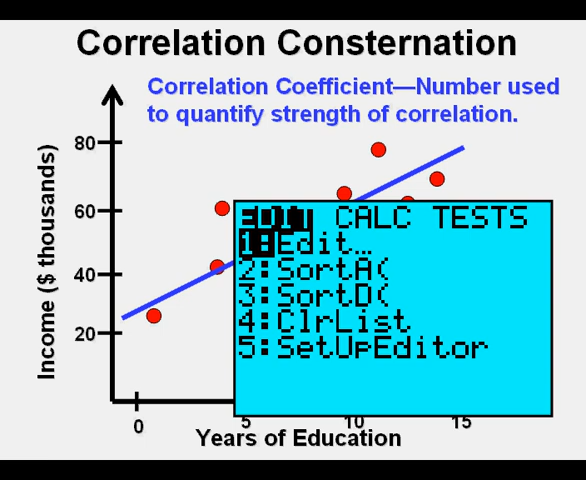 Correlation Consternation
Correlation Coefficient—Number used
to quantify strength of correlation.
80
60
40
20
Income ($ thousands)
EDIT CALC TESTS
1:Edit…
2:SortA(
3:SortD(
4:ClrList
5:SetUpEditor
0 5 10 15
Years of Education